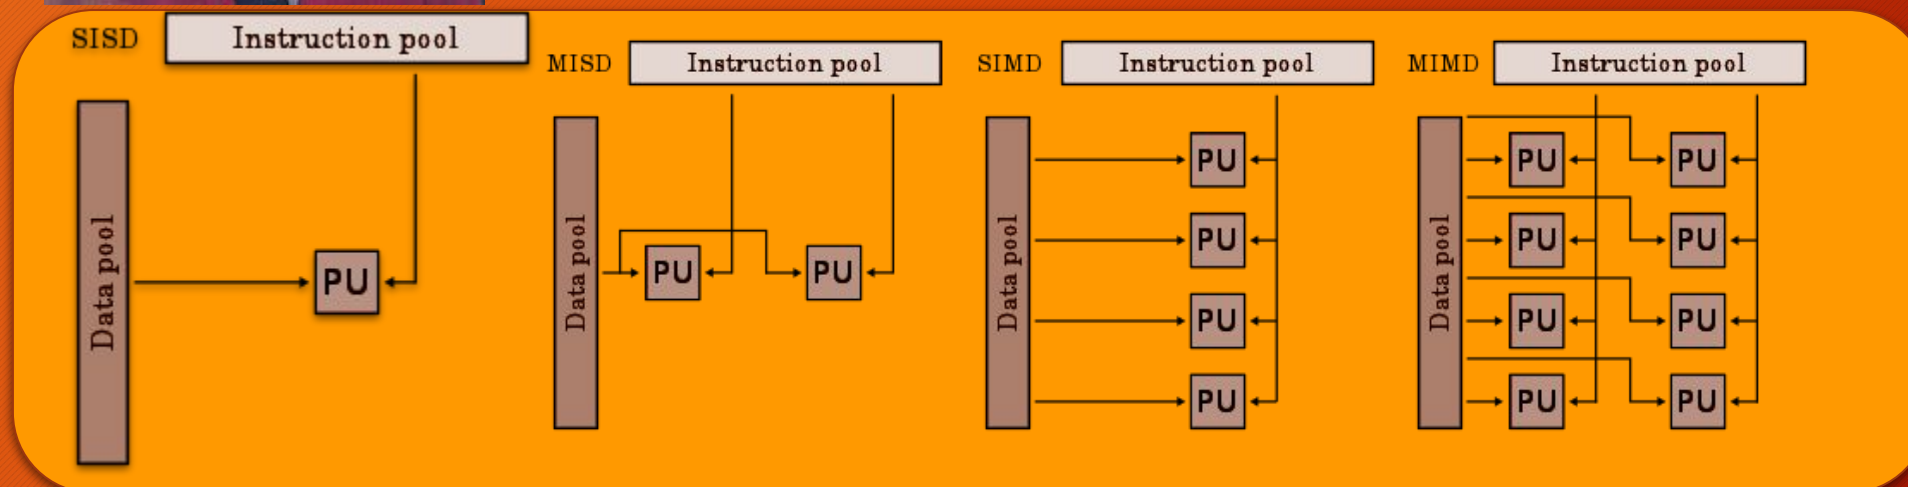 SISD
Instruction pool
Data pool
PU
MISD
Instruction pool
Data pool
PU
PU
SIMD
Instruction pool
Data pool
PU
PU
PU
PU
MIMD
Instruction pool
Data pool
PU
PU
PU
PU
PU
PU
PU
PU